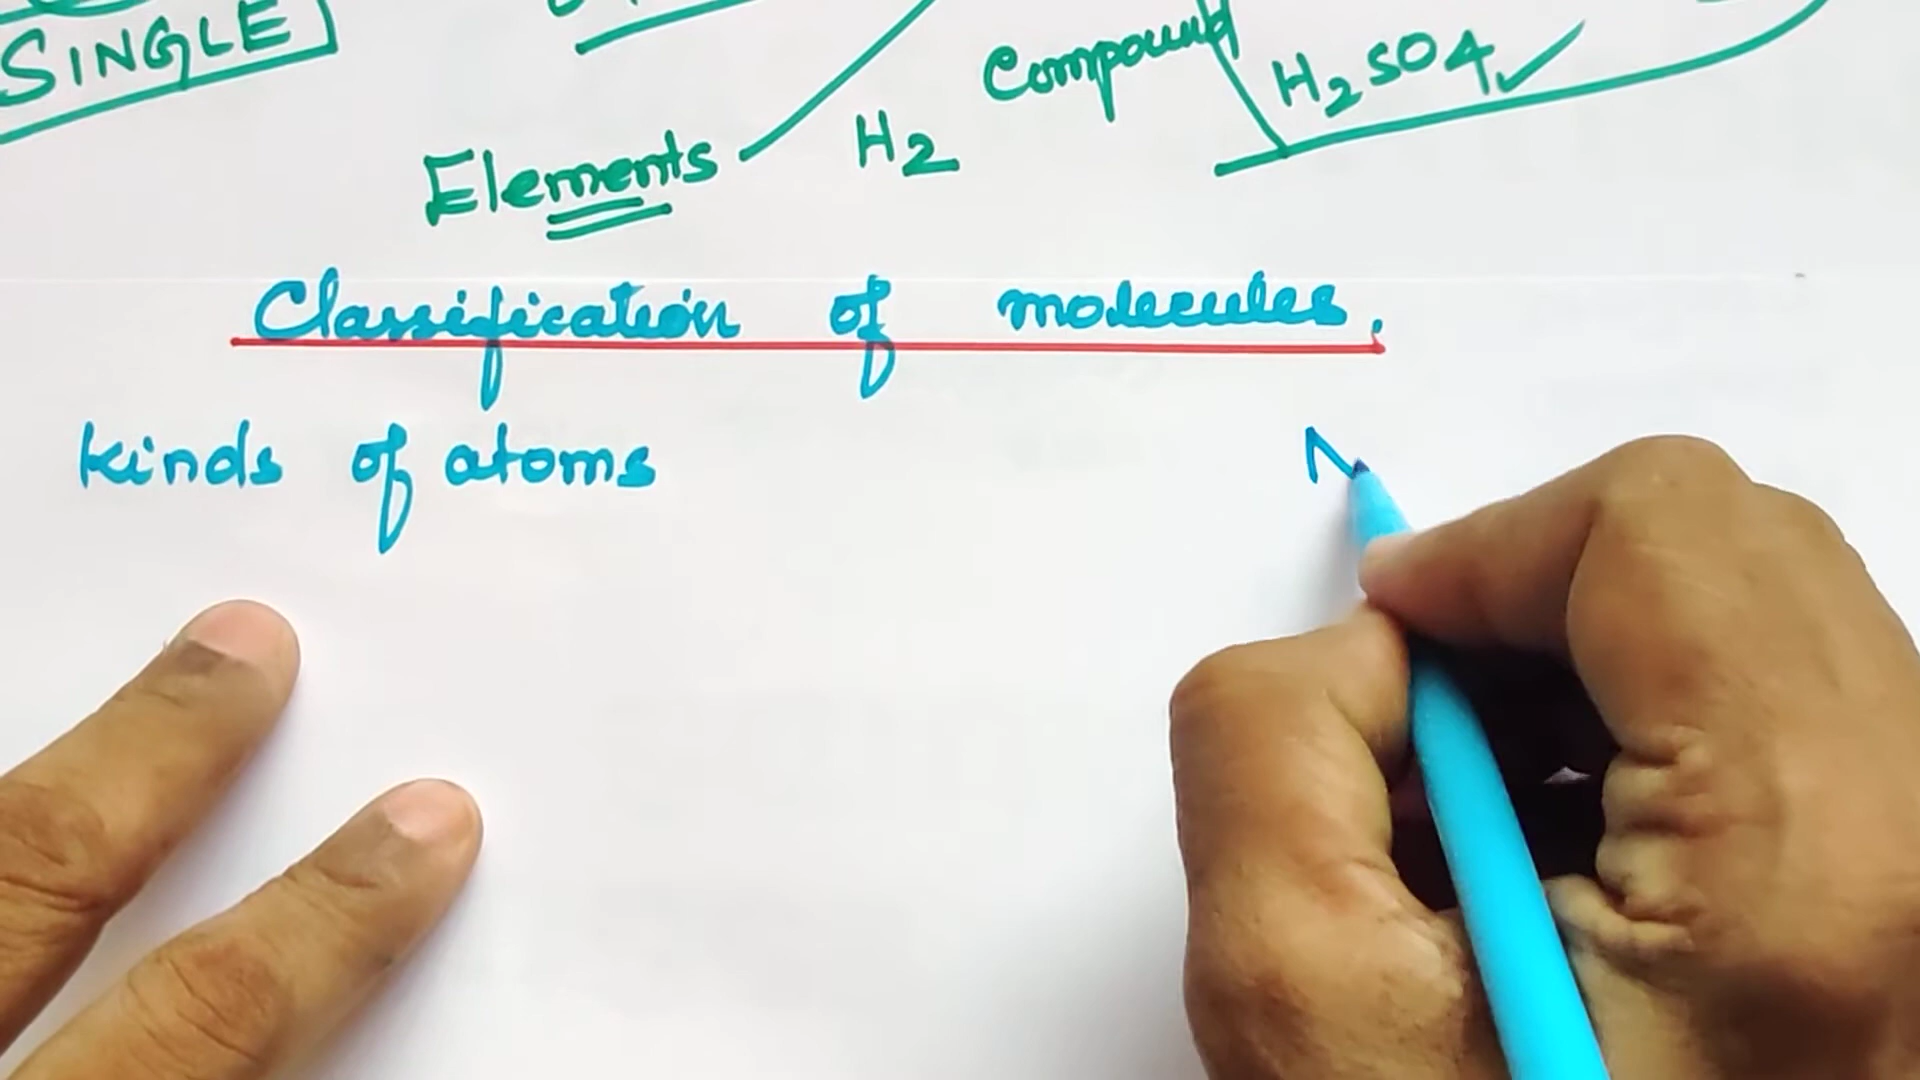 SINGLE
Compound
H2SO4
Elements
H2
Classification of molecules.
kinds of atoms